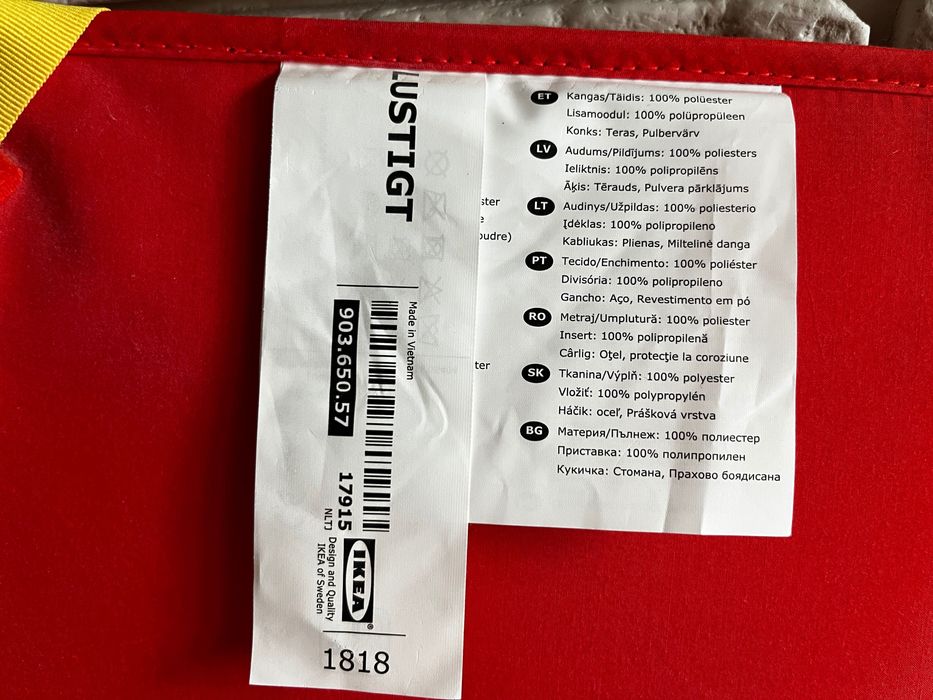 LUSTIGT
Made in Vietnam
903.650.57
17915
NLTJ
IKEA®
Design and Quality
IKEA of Sweden
1818
ster
oudre)
ter
ET Kangas/Täidis: 100% polüester
Lisamoodul: 100% polüpropüleen
Konks: Teras, Pulbervärv
LV Audums/Pildījums: 100% poliesters
Ieliktnis: 100% polipropilēns
Āķis: Tērauds, Pulvera pārklājums
LT Audinys/Užpildas: 100% poliesterio
Įdėklas: 100% polipropileno
Kabliukas: Plienas, Miltelinė danga
PT Tecido/Enchimento: 100% poliéster
Divisória: 100% polipropileno
Gancho: Aço, Revestimento em pó
RO Metraj/Umplutură: 100% poliester
Insert: 100% polipropilenă
Cârlig: Oţel, protecţie la coroziune
SK Tkanina/Výplň: 100% polyester
Vložiť: 100% polypropylén
Háčik: oceľ, Prášková vrstva
BG Материя/Пълнеж: 100% полиестер
Приставка: 100% полипропилен
Кукичка: Стомана, Прахово боядисана